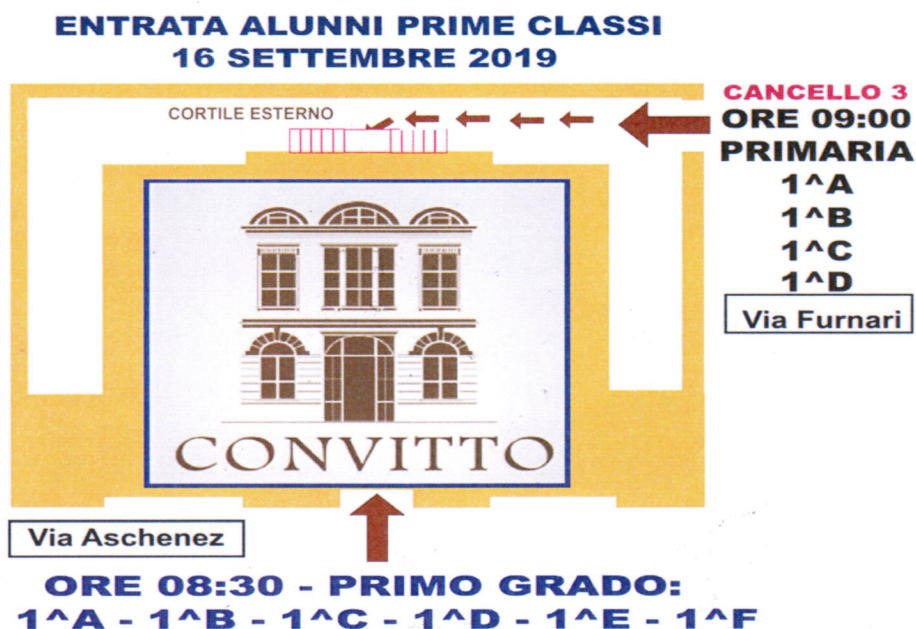 ENTRATA ALUNNI PRIME CLASSI
16 SETTEMBRE 2019
CORTILE ESTERNO
CANCELLO 3
ORE 09:00
PRIMARIA
1^A
1^B
1^C
1^D
Via Furnari
CONVITTO
Via Aschenez
ORE 08:30 - PRIMO GRADO:
1^A - 1^B - 1^C - 1^D - 1^E - 1^F